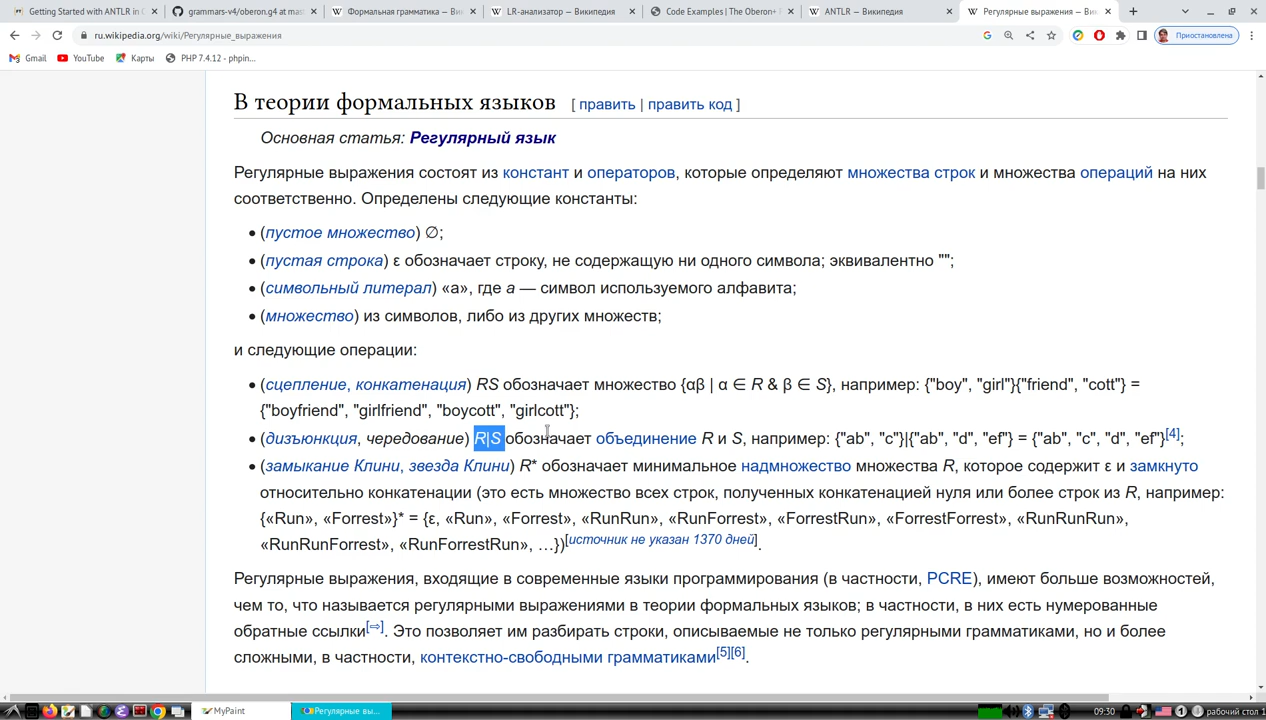 Getting Started with ANTLR in C
grammars-v4/oberon.g4 at mast
Формальная грамматика — Ви
LR-анализатор — Википедия
Code Examples | The Oberon+ P
ANTLR — Википедия
Регулярные выражения — Ви
ru.wikipedia.org/wiki/Регулярные_выражения
Приостановлена
Gmail
YouTube
Карты
PHP 7.4.12 - phpin...
В теории формальных языков [ править | править код ]
Основная статья: Регулярный язык
Регулярные выражения состоят из констант и операторов, которые определяют множества строк и множества операций на них
соответственно. Определены следующие константы:
• (пустое множество) ∅;
• (пустая строка) ε обозначает строку, не содержащую ни одного символа; эквивалентно "";
• (символьный литерал) «a», где a — символ используемого алфавита;
• (множество) из символов, либо из других множеств;
и следующие операции:
• (сцепление, конкатенация) RS обозначает множество {αβ | α ∈ R & β ∈ S}, например: {"boy", "girl"}{"friend", "cott"} =
{"boyfriend", "girlfriend", "boycott", "girlcott"};
• (дизъюнкция, чередование) R|S обозначает объединение R и S, например: {"ab", "c"}|{"ab", "d", "ef"} = {"ab", "c", "d", "ef"}[4];
• (замыкание Клини, звезда Клини) R* обозначает минимальное надмножество множества R, которое содержит ε и замкнуто
относительно конкатенации (это есть множество всех строк, полученных конкатенацией нуля или более строк из R, например:
{«Run», «Forrest»}* = {ε, «Run», «Forrest», «RunRun», «RunForrest», «ForrestRun», «ForrestForrest», «RunRunRun»,
«RunRunForrest», «RunForrestRun», …})[источник не указан 1370 дней].
Регулярные выражения, входящие в современные языки программирования (в частности, PCRE), имеют больше возможностей,
чем то, что называется регулярными выражениями в теории формальных языков; в частности, в них есть нумерованные
обратные ссылки[⇨]. Это позволяет им разбирать строки, описываемые не только регулярными грамматиками, но и более
сложными, в частности, контекстно-свободными грамматиками[5][6].
MyPaint
Регулярные вы...
09:30
1
рабочий стол 1